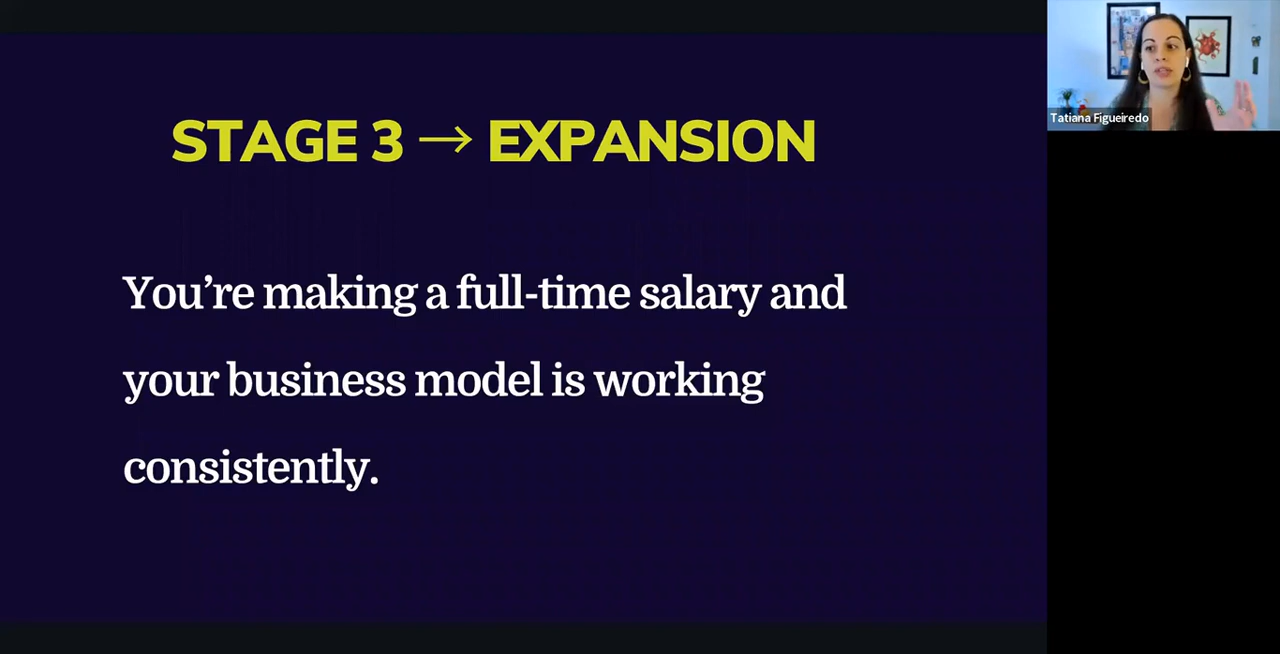 STAGE 3 → EXPANSION
You’re making a full-time salary and
your business model is working
consistently.
Tatiana Figueiredo